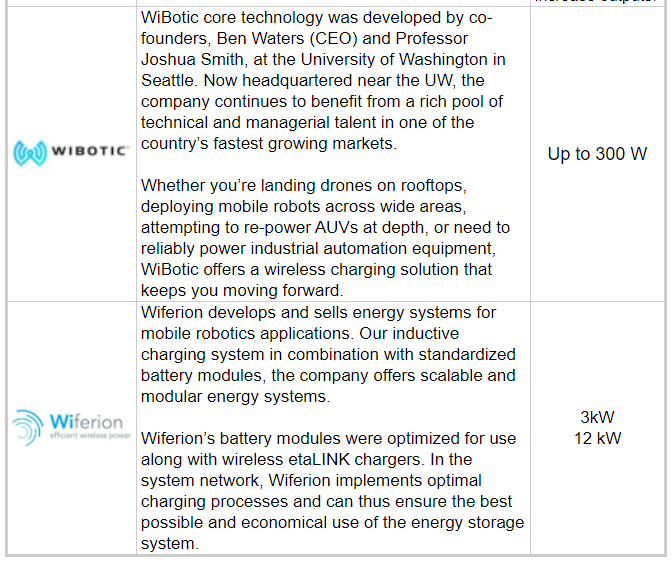 WiBotic core technology was developed by co-
founders, Ben Waters (CEO) and Professor
Joshua Smith, at the University of Washington in
Seattle. Now headquartered near the UW, the
company continues to benefit from a rich pool of
technical and managerial talent in one of the
country’s fastest growing markets.
Whether you’re landing drones on rooftops,
deploying mobile robots across wide areas,
attempting to re-power AUVs at depth, or need to
reliably power industrial automation equipment,
WiBotic offers a wireless charging solution that
keeps you moving forward.
WIBOTIC
Up to 300 W
Wiferion develops and sells energy systems for
mobile robotics applications. Our inductive
charging system in combination with standardized
battery modules, the company offers scalable and
modular energy systems.
Wiferion’s battery modules were optimized for use
along with wireless etaLINK chargers. In the
system network, Wiferion implements optimal
charging processes and can thus ensure the best
possible and economical use of the energy storage
system.
Wiferion
efficient wireless power
3kW
12 kW